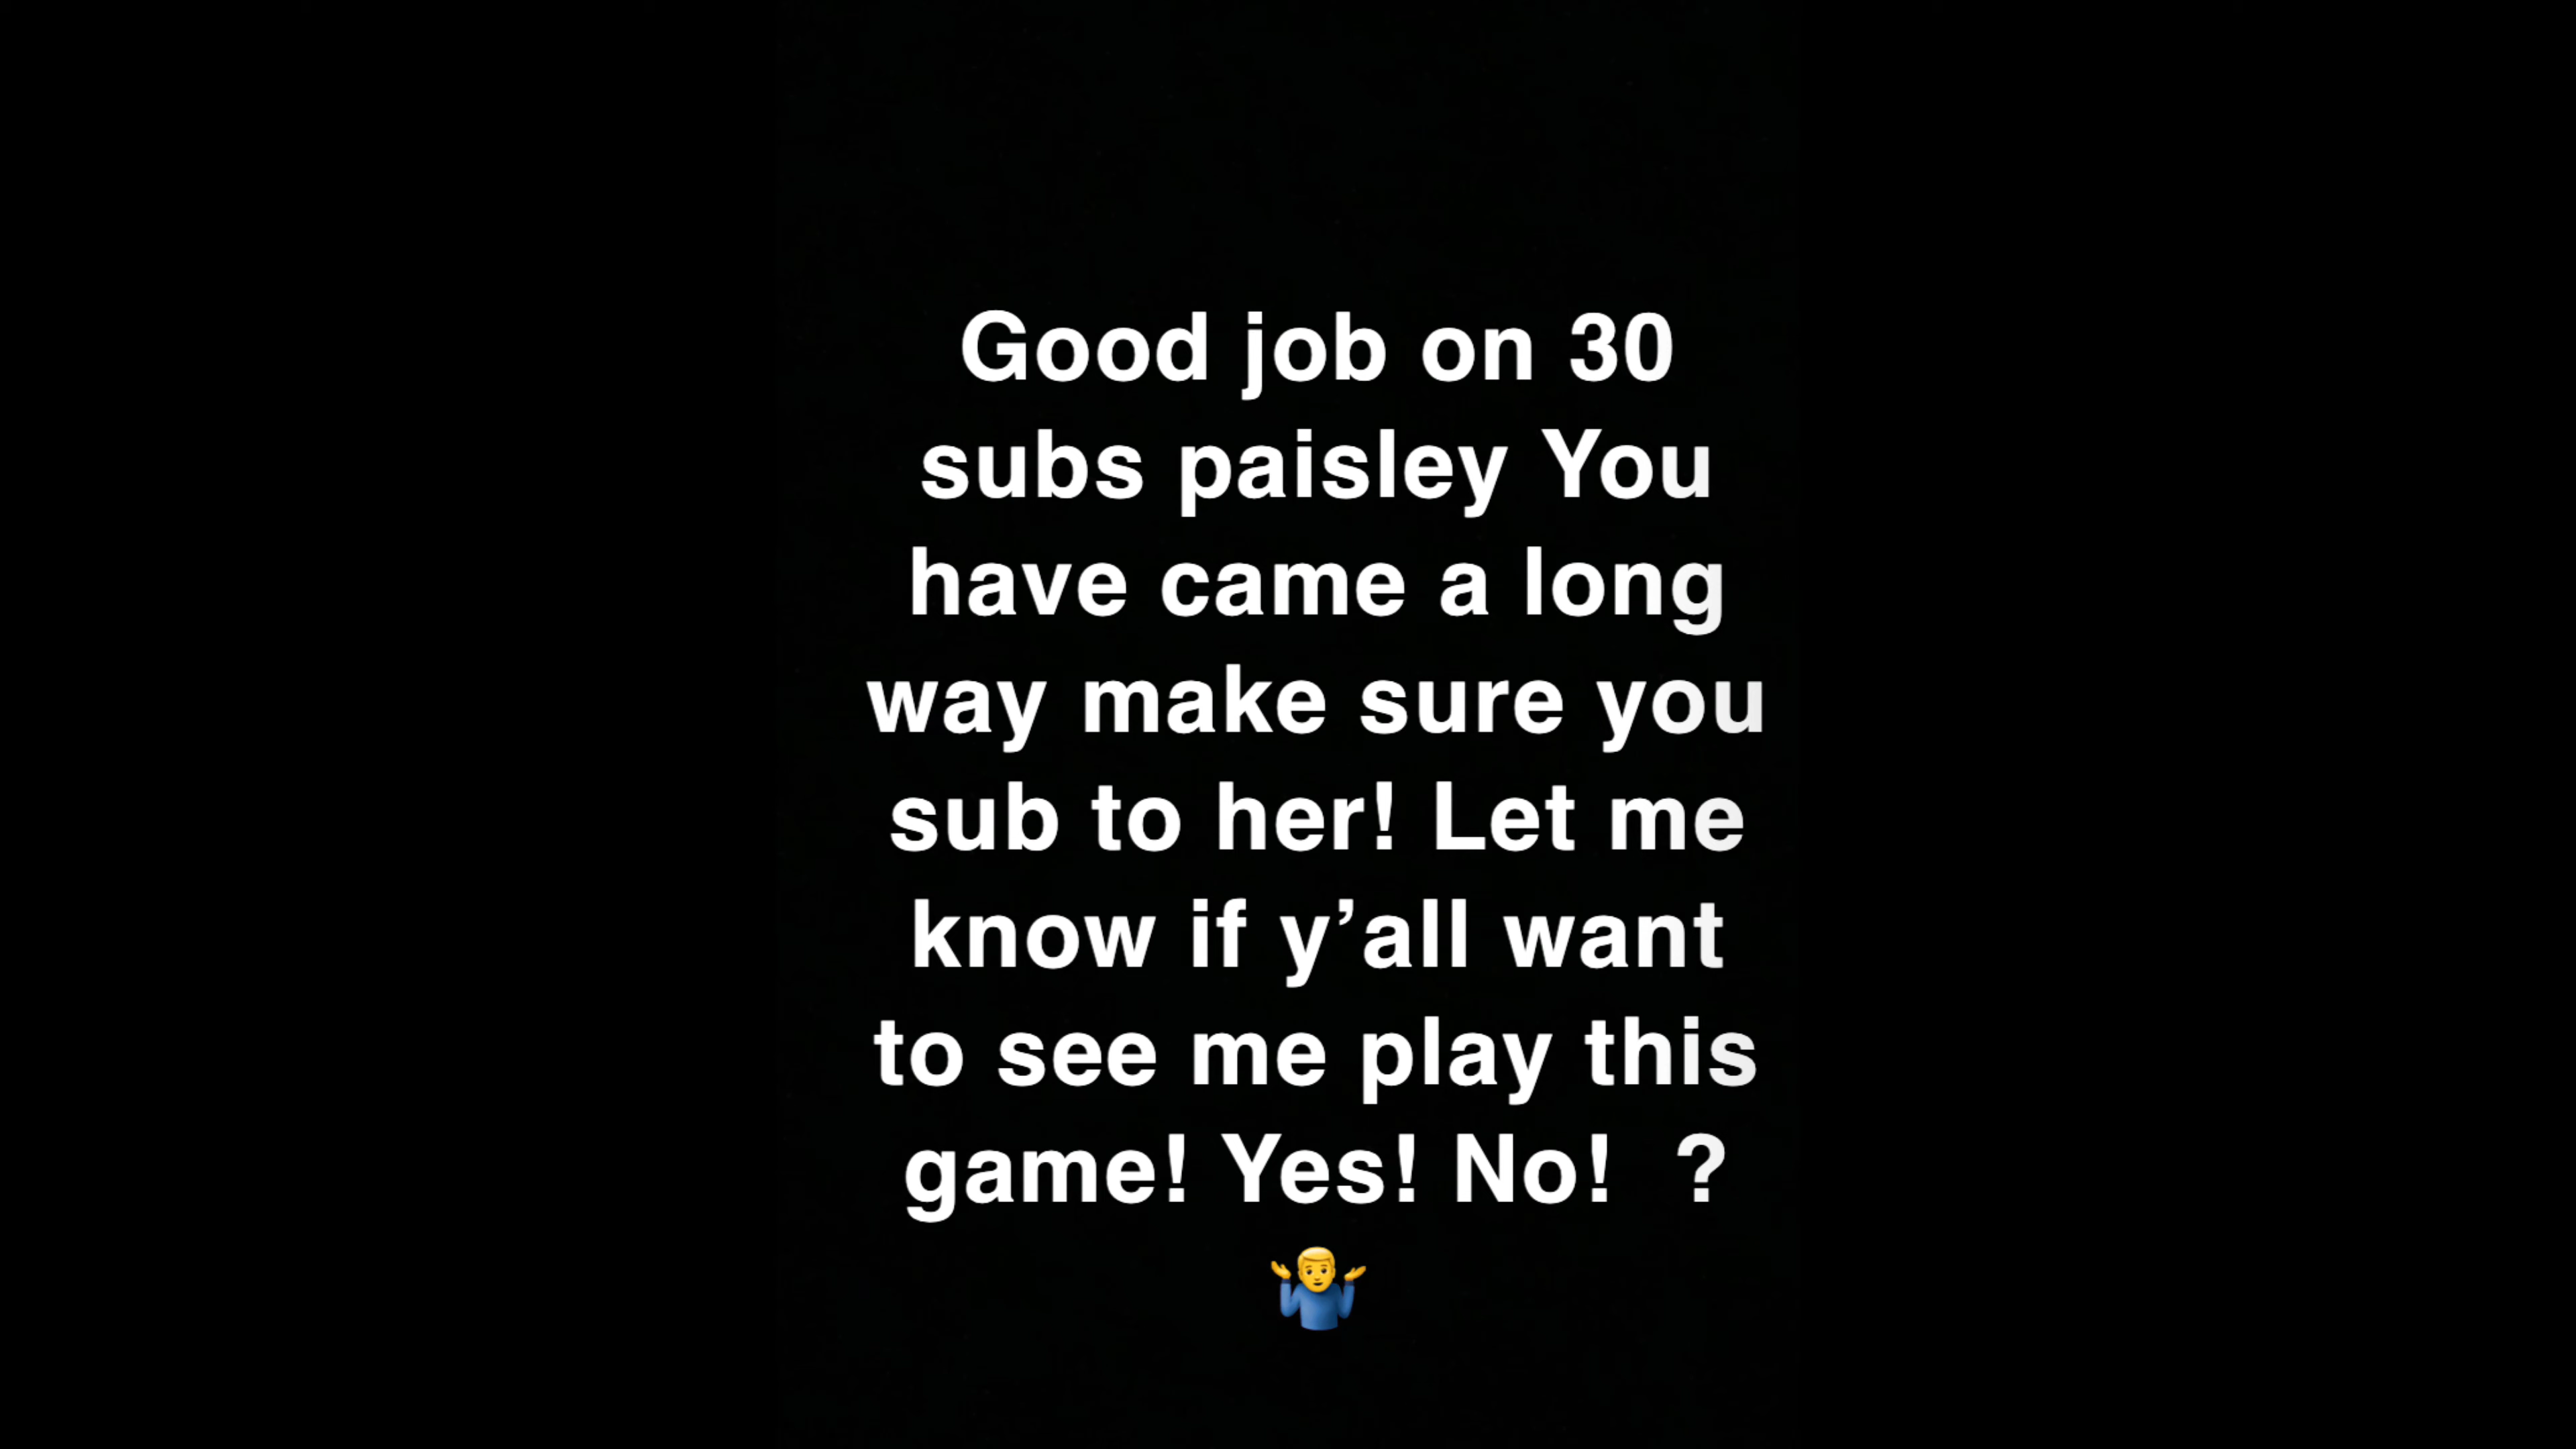 Good job on 30
subs paisley You
have came a long
way make sure you
sub to her! Let me
know if y’all want
to see me play this
game! Yes! No!  ?
🤷‍♂️